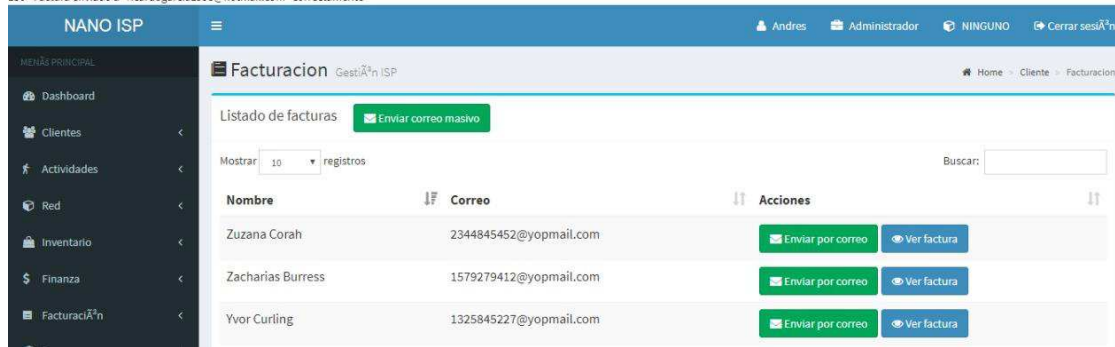 NANO ISP
Andres Administrador NINGUNO Cerrar sesiÃ³n
MENÃš PRINCIPAL
Facturacion GestiÃ³n ISP
Home > Cliente > Facturacion
Dashboard
Listado de facturas Enviar correo masivo
Clientes
Mostrar 10 registros Buscar:
Actividades
Nombre Correo Acciones
Red
Zuzana Corah 2344845452@yopmail.com Enviar por correo Ver factura
Inventario
Zacharias Burress 1579279412@yopmail.com Enviar por correo Ver factura
$ Finanza
Yvor Curling 1325845227@yopmail.com Enviar por correo Ver factura
FacturaciÃ³n